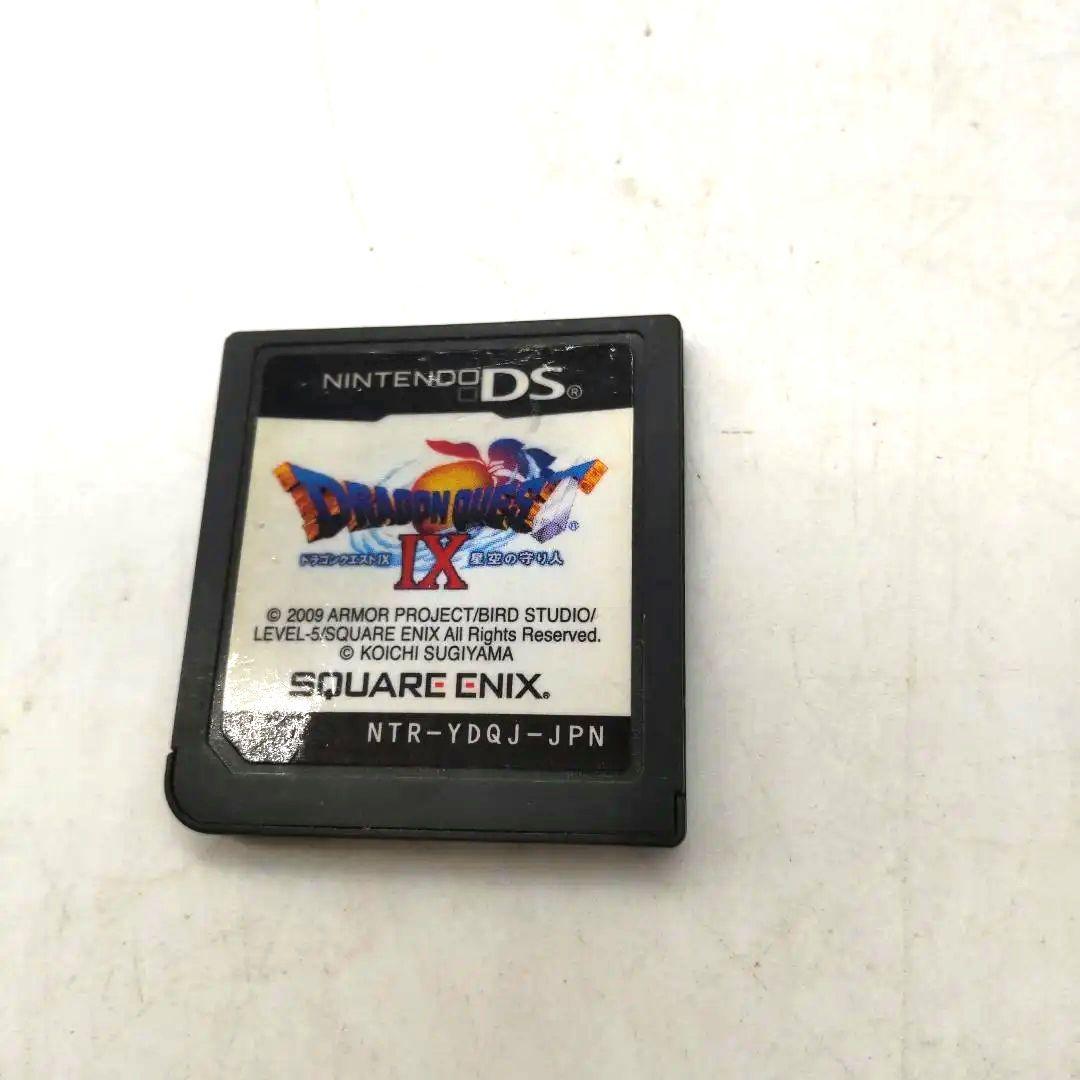 NINTENDO DS®
DRAGON QUEST®
ドラゴンクエストIX 星空の守り人
IX
© 2009 ARMOR PROJECT/BIRD STUDIO/
LEVEL-5/SQUARE ENIX All Rights Reserved.
© KOICHI SUGIYAMA
SQUARE ENIX®
NTR-YDQJ-JPN